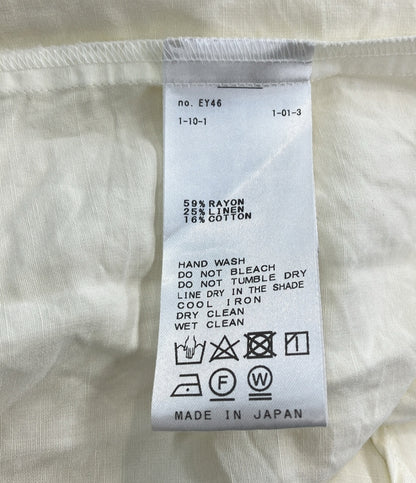 no. EY46
1-10-1 1-01-3
59% RAYON
25% LINEN
16% COTTON
HAND WASH
DO NOT BLEACH
DO NOT TUMBLE DRY
LINE DRY IN THE SHADE
COOL IRON
DRY CLEAN
WET CLEAN
F W
MADE IN JAPAN